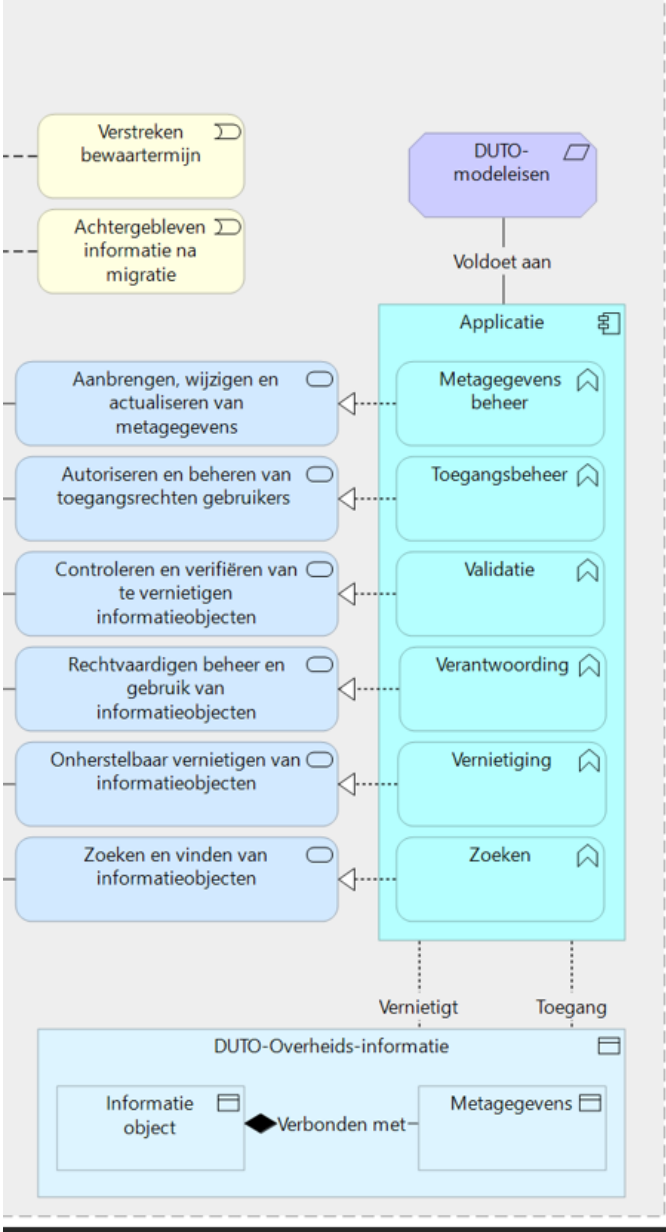 Verstreken
bewaartermijn
DUTO-
modeleisen
Achtergebleven
informatie na
migratie
Voldoet aan
Applicatie
Aanbrengen, wijzigen en
actualiseren van
metagegevens
Metagegevens
beheer
Autoriseren en beheren van
toegangsrechten gebruikers
Toegangsbeheer
Controleren en verifiëren van
te vernietigen
informatieobjecten
Validatie
Rechtvaardigen beheer en
gebruik van
informatieobjecten
Verantwoording
Onherstelbaar vernietigen van
informatieobjecten
Vernietiging
Zoeken en vinden van
informatieobjecten
Zoeken
Vernietigt
Toegang
DUTO-Overheids-informatie
Informatie
object
Verbonden met
Metagegevens